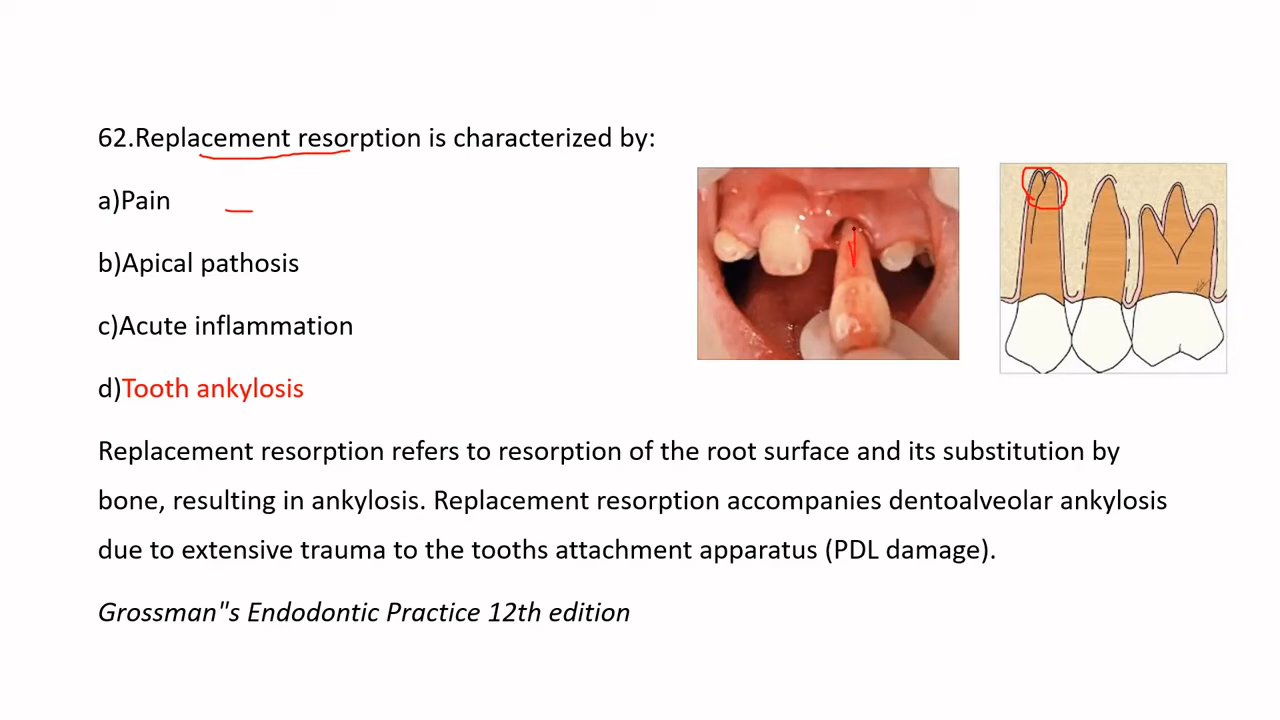 62.Replacement resorption is characterized by:
a)Pain
b)Apical pathosis
c)Acute inflammation
d)Tooth ankylosis
Replacement resorption refers to resorption of the root surface and its substitution by
bone, resulting in ankylosis. Replacement resorption accompanies dentoalveolar ankylosis
due to extensive trauma to the tooths attachment apparatus (PDL damage).
Grossman"s Endodontic Practice 12th edition